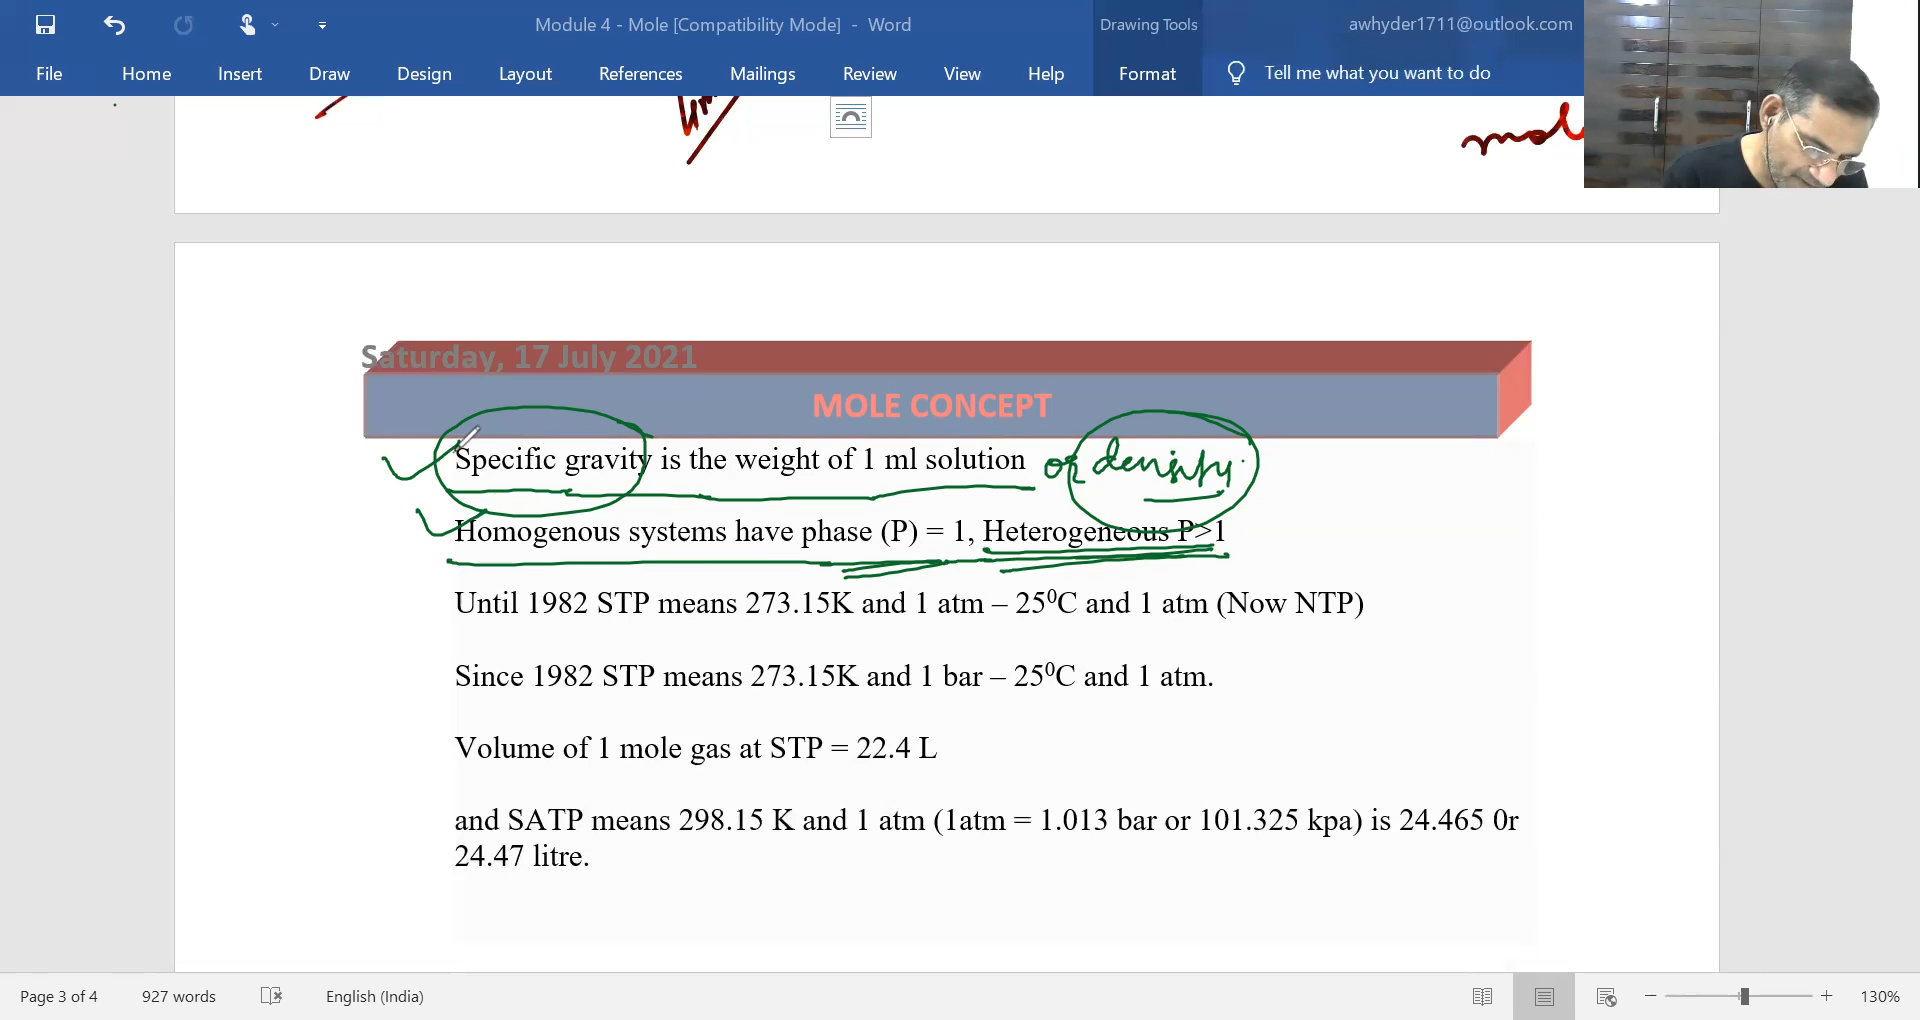 Module 4 - Mole [Compatibility Mode] - Word
Drawing Tools
awhyder1711@outlook.com
File Home Insert Draw Design Layout References Mailings Review View Help Format Tell me what you want to do
Saturday, 17 July 2021
MOLE CONCEPT
Specific gravity is the weight of 1 ml solution or density.
Homogenous systems have phase (P) = 1, Heterogeneous P>1
Until 1982 STP means 273.15K and 1 atm – 25⁰C and 1 atm (Now NTP)
Since 1982 STP means 273.15K and 1 bar – 25⁰C and 1 atm.
Volume of 1 mole gas at STP = 22.4 L
and SATP means 298.15 K and 1 atm (1atm = 1.013 bar or 101.325 kpa) is 24.465 0r
24.47 litre.
Page 3 of 4 927 words English (India) 130%